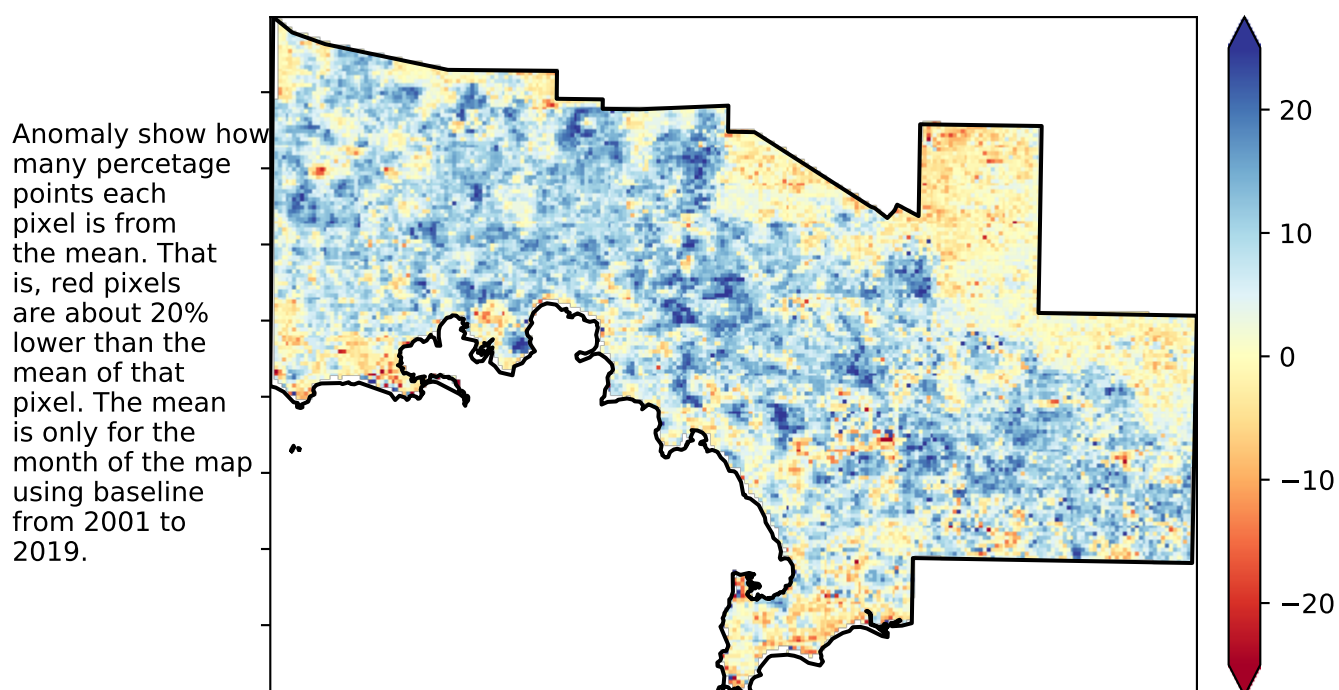 Anomaly show how
many percetage
points each
pixel is from
the mean. That
is, red pixels
are about 20%
lower than the
mean of that
pixel. The mean
is only for the
month of the map
using baseline
from 2001 to
2019.
20
10
0
−10
−20